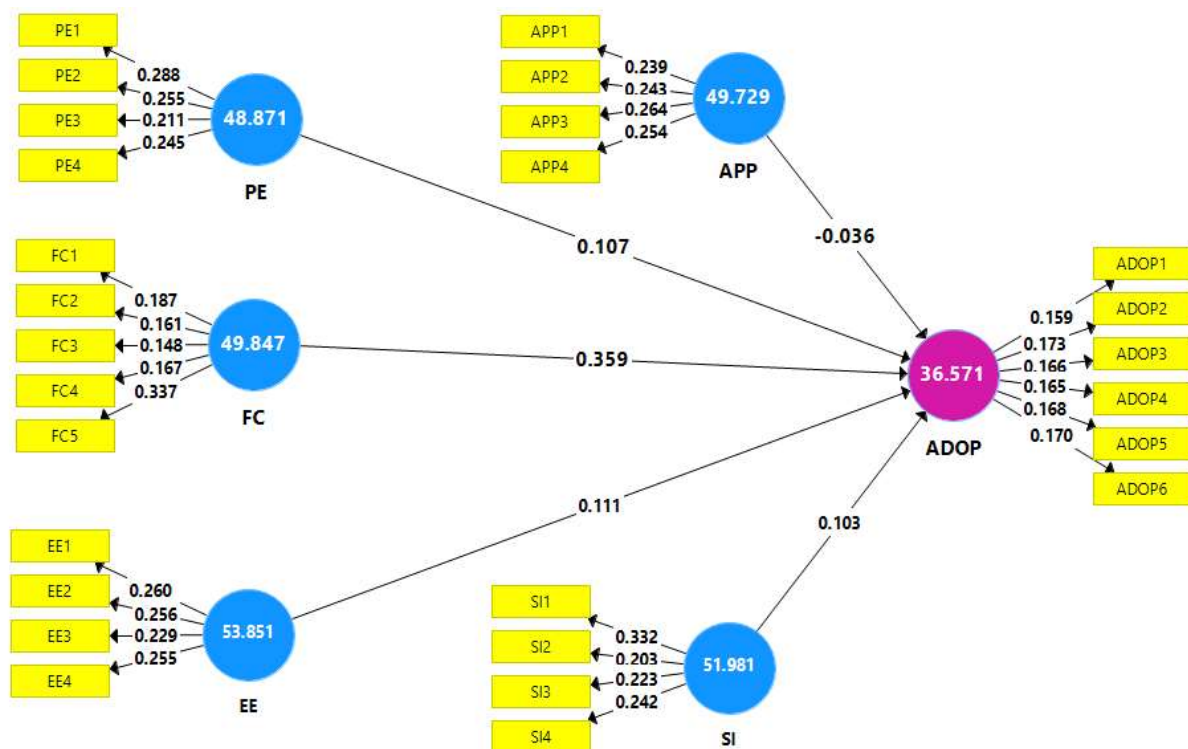 PE1
PE2
PE3
PE4
0.288
0.255
0.211
0.245
48.871
PE
APP1
APP2
APP3
APP4
0.239
0.243
0.264
0.254
49.729
APP
0.107
-0.036
FC1
FC2
FC3
FC4
FC5
0.187
0.161
0.148
0.167
0.337
49.847
FC
0.359
36.571
ADOP
0.159
0.173
0.166
0.165
0.168
0.170
ADOP1
ADOP2
ADOP3
ADOP4
ADOP5
ADOP6
EE1
EE2
EE3
EE4
0.260
0.256
0.229
0.255
53.851
EE
0.111
0.103
SI1
SI2
SI3
SI4
0.332
0.203
0.223
0.242
51.981
SI